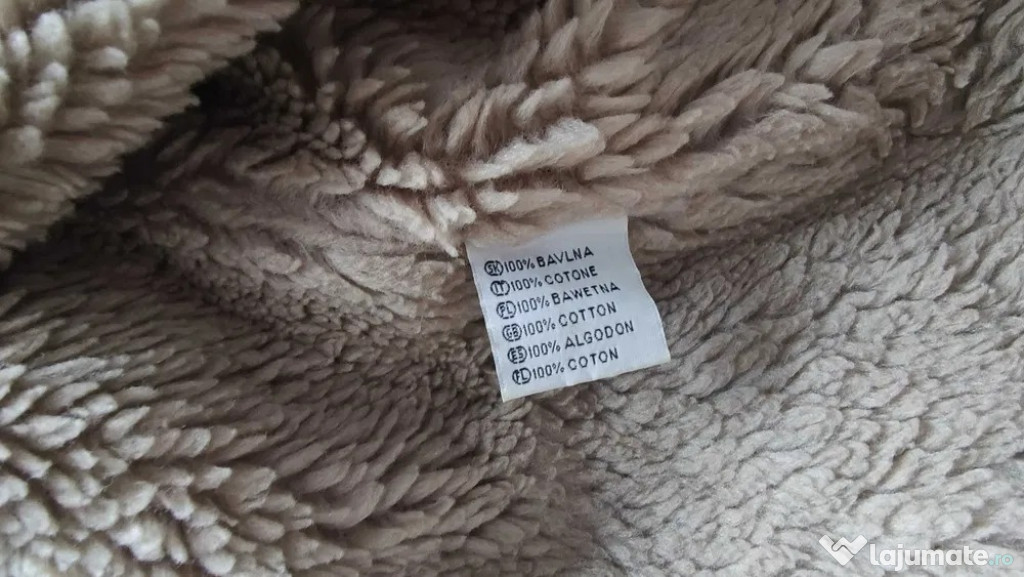 SK 100% BAVLNA
IT 100% COTONE
PL 100% BAWETNA
GB 100% COTTON
ES 100% ALGODON
FL 100% COTON
lajumate.ro